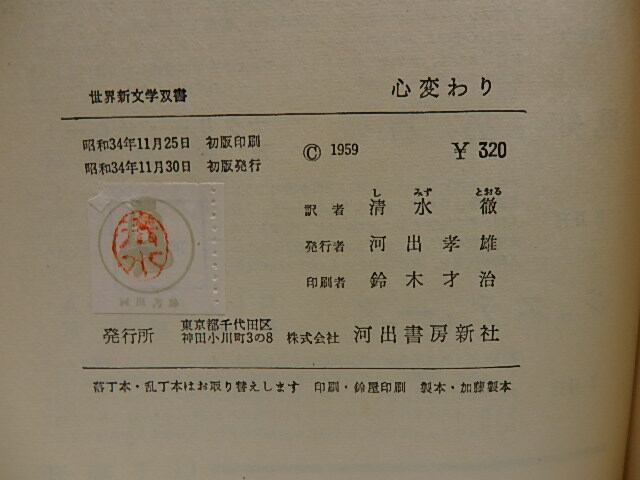 世界新文学双書
心変わり
昭和34年11月25日 初版印刷
昭和34年11月30日 初版発行
© 1959
¥ 320
し みず とおる
訳者 清水 徹
発行者 河出孝雄
印刷者 鈴木才治
清水
河出書房
発行所 東京都千代田区
神田小川町3の8
株式会社 河出書房新社
落丁本・乱丁本はお取り替えします 印刷・鈴屋印刷 製本・加藤製本